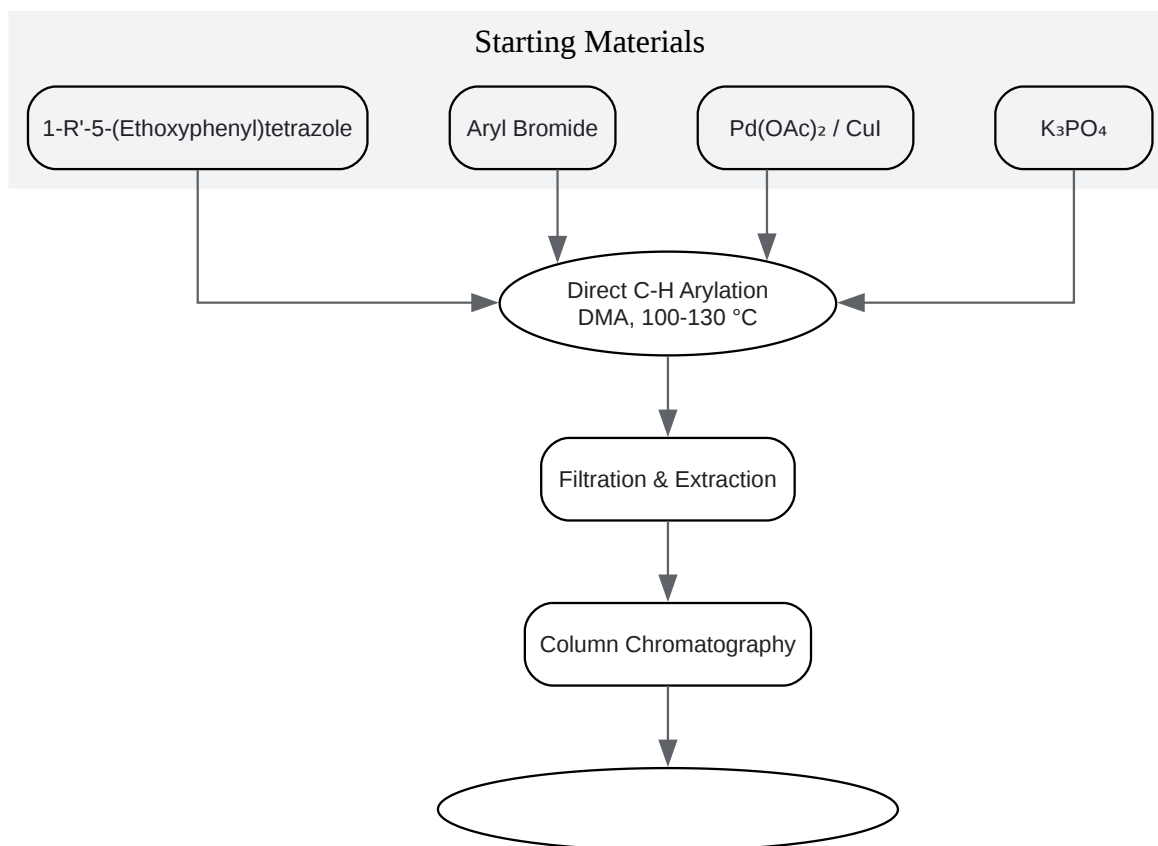 Starting Materials
1-R'-5-(Ethoxyphenyl)tetrazole
Aryl Bromide
Pd(OAc)₂ / CuI
K₃PO₄
Direct C-H Arylation
DMA, 100-130 °C
Filtration & Extraction
Column Chromatography